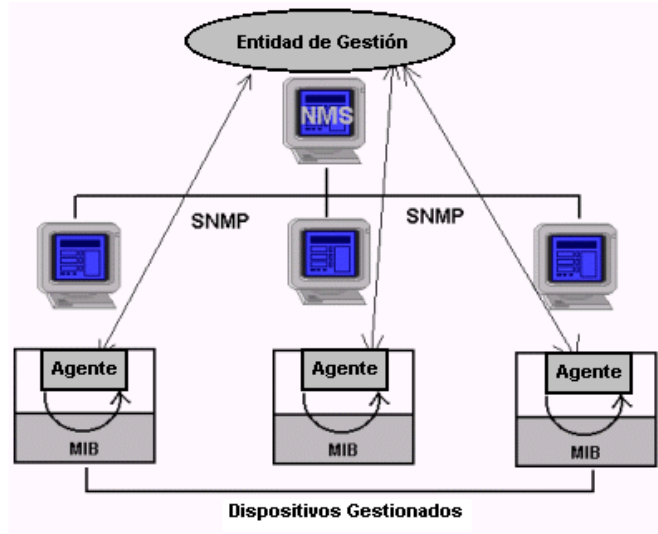 Entidad de Gestión
NMS
SNMP
SNMP
Agente
Agente
Agente
MIB
MIB
MIB
Dispositivos Gestionados